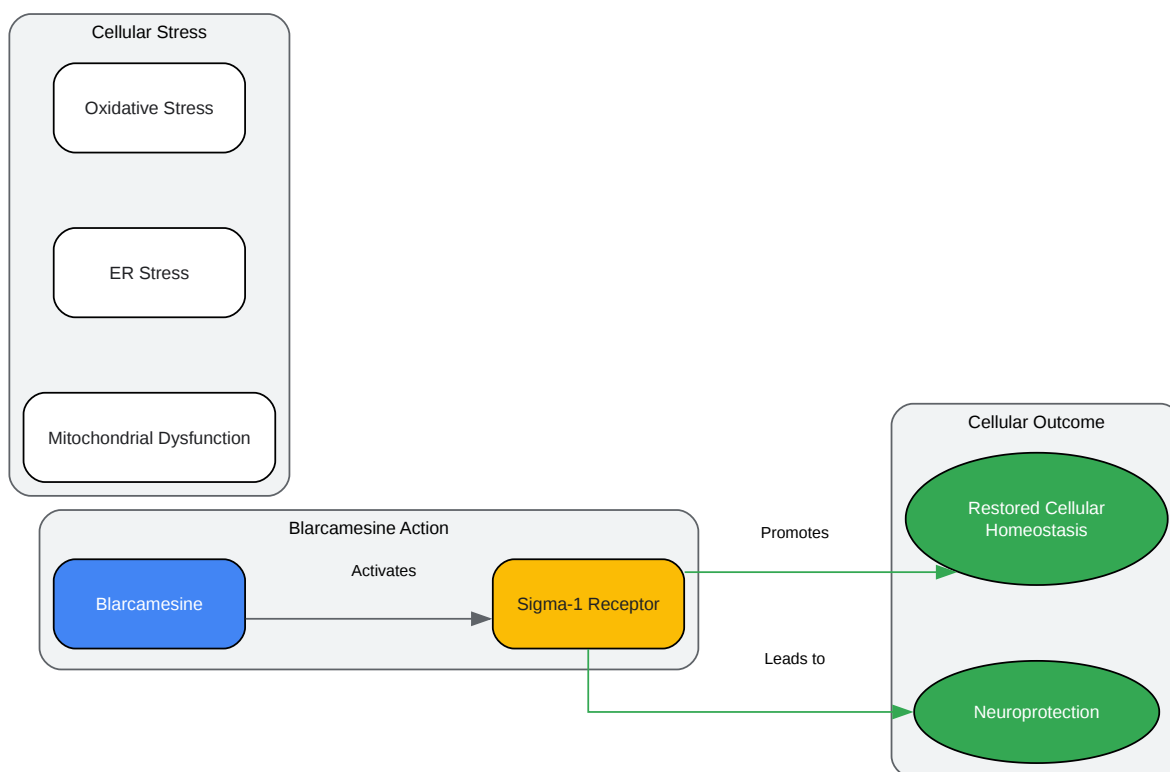 Cellular Stress
Oxidative Stress
ER Stress
Mitochondrial Dysfunction
Blarcamesine Action
Blarcamesine
Activates
Sigma-1 Receptor
Promotes
Leads to
Cellular Outcome
Restored Cellular
Homeostasis
Neuroprotection